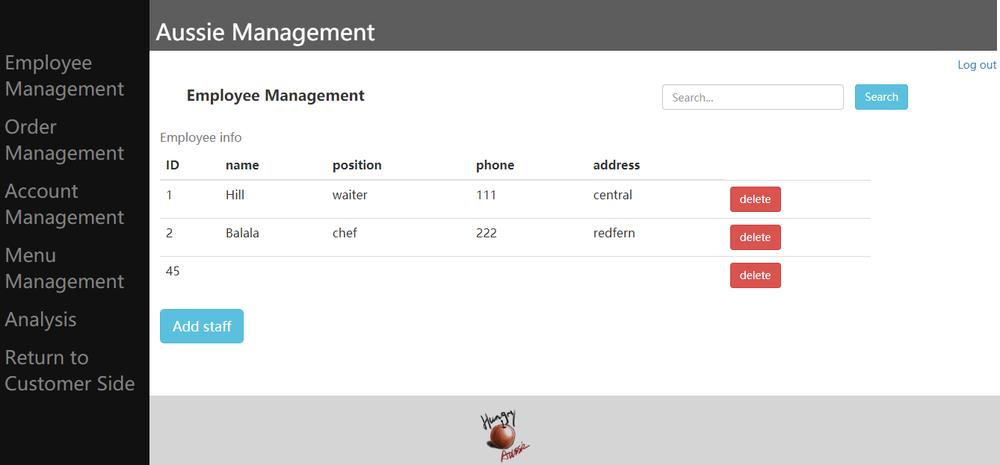 Aussie Management
Log out
Employee
Management
Order
Management
Account
Management
Menu
Management
Analysis
Return to
Customer Side
Employee Management
Search...
Search
Employee info
ID name position phone address
1 Hill waiter 111 central delete
2 Balala chef 222 redfern delete
45 delete
Add staff
Hungry
Aussie